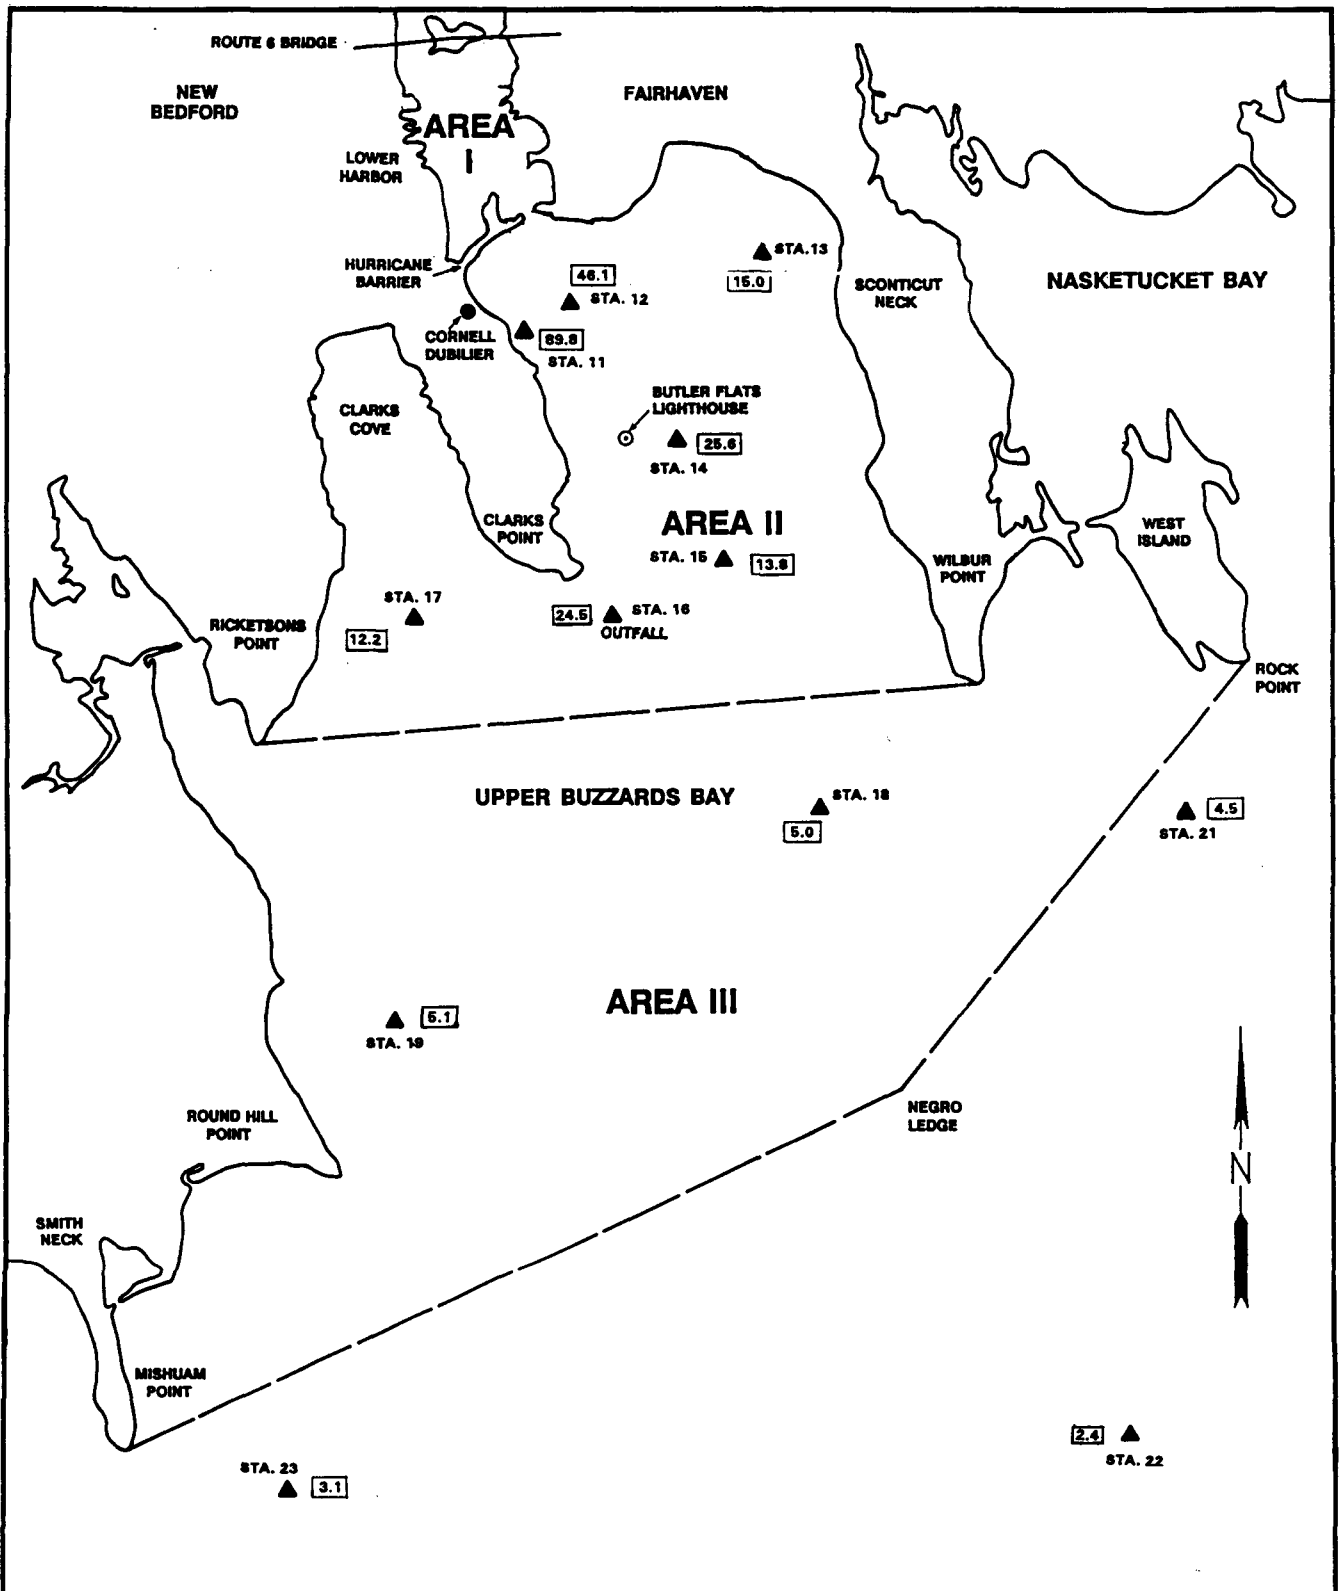 ROUTE 6 BRIDGE
NEW
BEDFORD
FAIRHAVEN
AREA
I
LOWER
HARBOR
HURRICANE
BARRIER
46.1
STA. 12
STA.13
15.0
SCONTICUT
NECK
NASKETUCKET BAY
CORNELL
DUBILIER
89.8
STA. 11
CLARKS
COVE
BUTLER FLATS
LIGHTHOUSE
25.6
STA. 14
CLARKS
POINT
AREA II
WEST
ISLAND
STA. 15
13.8
WILBUR
POINT
STA. 17
12.2
24.5
STA. 16
OUTFALL
RICKETSONS
POINT
ROCK
POINT
UPPER BUZZARDS BAY
STA. 18
5.0
4.5
STA. 21
AREA III
5.1
STA. 19
ROUND HILL
POINT
NEGRO
LEDGE
N
SMITH
NECK
MISHUAM
POINT
2.4
STA. 22
STA. 23
3.1